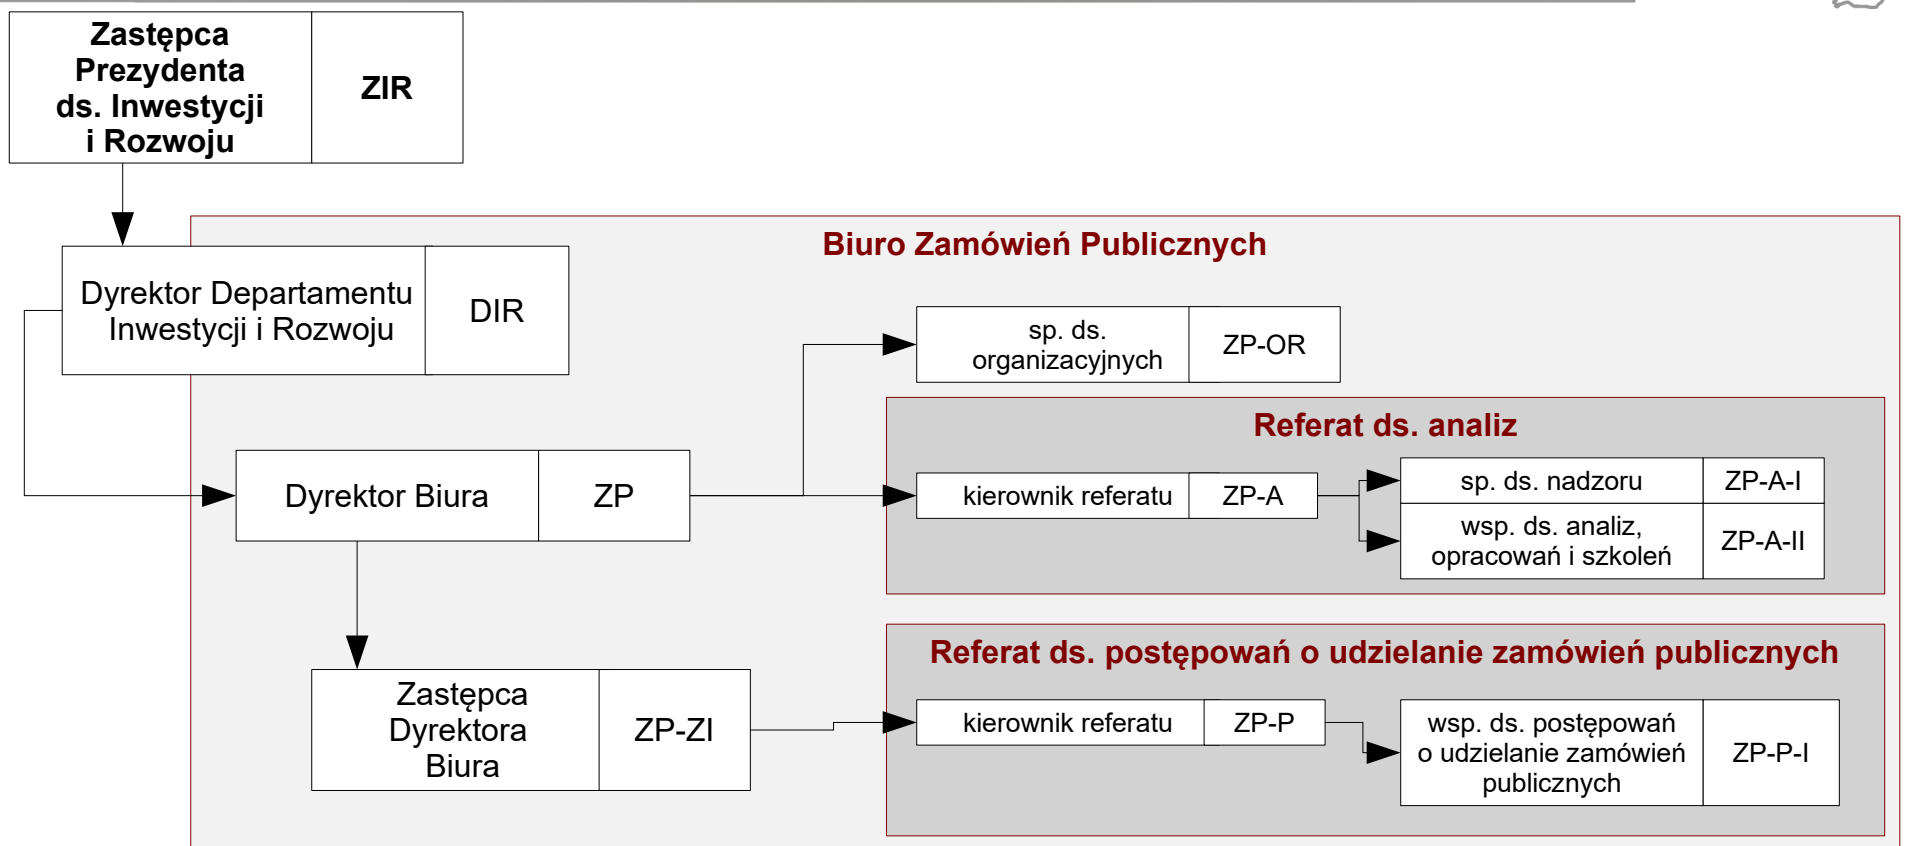 Zastępca
Prezydenta
ds. Inwestycji
i Rozwoju
ZIR
Biuro Zamówień Publicznych
Dyrektor Departamentu
Inwestycji i Rozwoju
DIR
sp. ds.
organizacyjnych
ZP-OR
Referat ds. analiz
Dyrektor Biura
ZP
kierownik referatu
ZP-A
sp. ds. nadzoru
ZP-A-I
wsp. ds. analiz,
opracowań i szkoleń
ZP-A-II
Referat ds. postępowań o udzielanie zamówień publicznych
Zastępca
Dyrektora
Biura
ZP-ZI
kierownik referatu
ZP-P
wsp. ds. postępowań
o udzielanie zamówień
publicznych
ZP-P-I